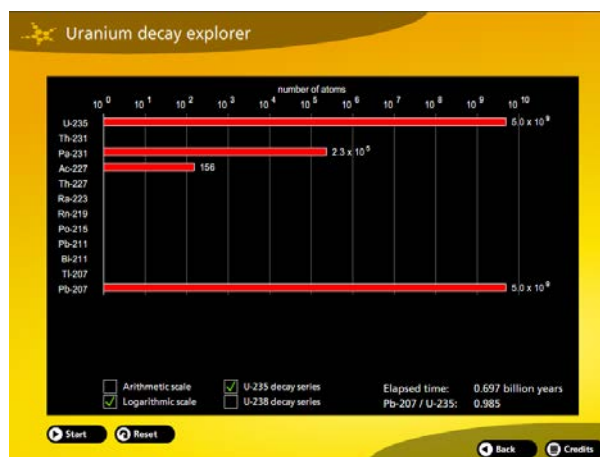 Uranium decay explorer
number of atoms
10^0 10^1 10^2 10^3 10^4 10^5 10^6 10^7 10^8 10^9 10^10
U-235 5.0 x 10^9
Th-231
Pa-231 2.3 x 10^5
Ac-227 156
Th-227
Ra-223
Rn-219
Po-215
Pb-211
Bi-211
Tl-207
Pb-207 5.0 x 10^9
Arithmetic scale U-235 decay series Elapsed time: 0.697 billion years
Logarithmic scale U-238 decay series Pb-207 / U-235: 0.985
Start Reset
Back Credits